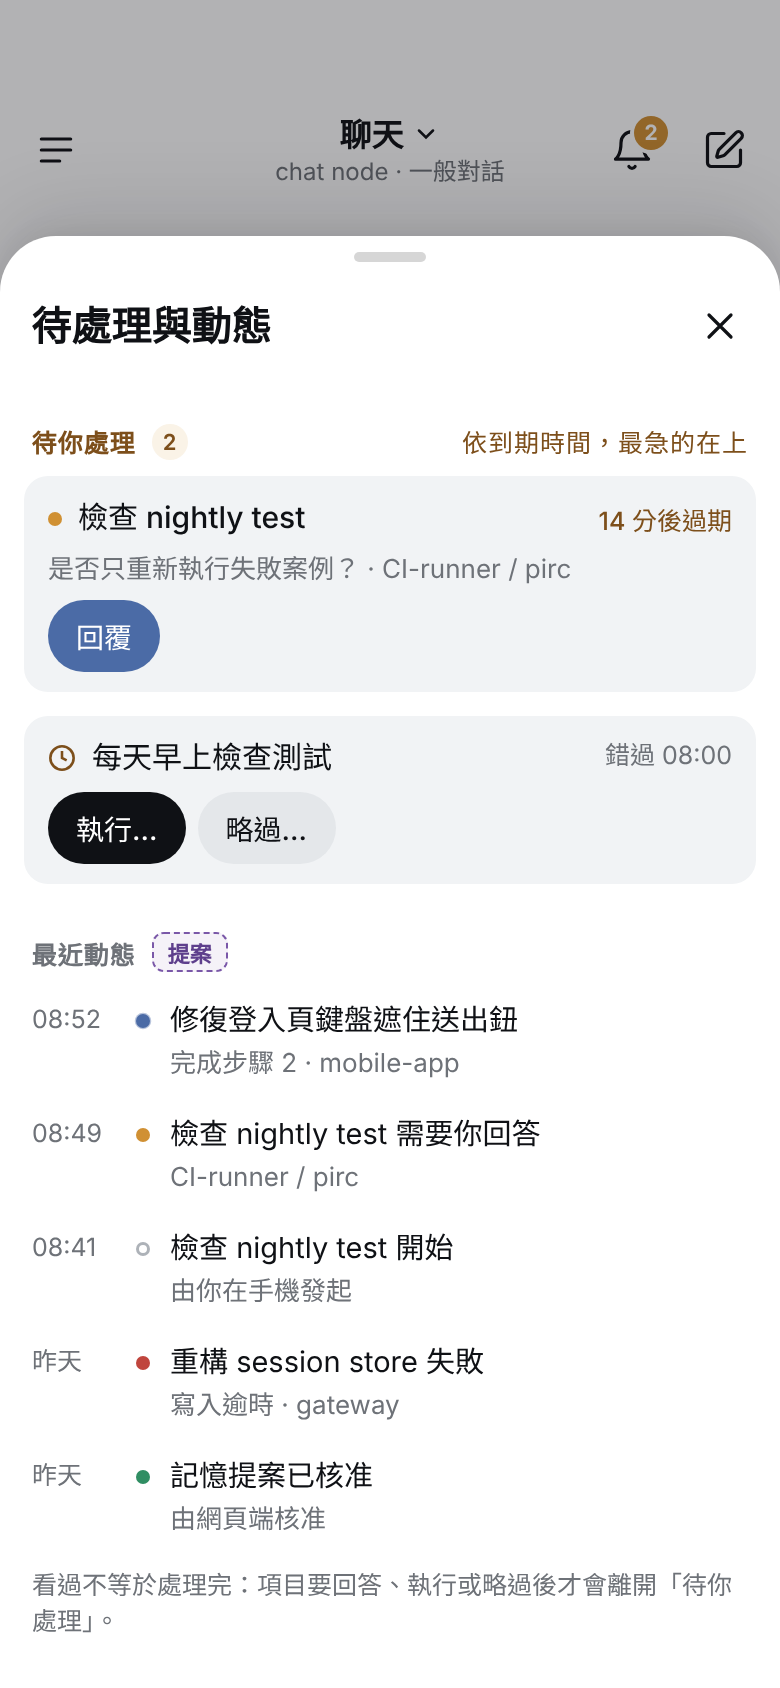 聊天
chat node · 一般對話
2
待處理與動態
待你處理 2 依到期時間，最急的在上
檢查 nightly test 14 分後過期
是否只重新執行失敗案例？ · CI-runner / pirc
回覆
每天早上檢查測試 錯過 08:00
執行... 略過...
最近動態 提案
08:52 修復登入頁鍵盤遮住送出鈕
完成步驟 2 · mobile-app
08:49 檢查 nightly test 需要你回答
CI-runner / pirc
08:41 檢查 nightly test 開始
由你在手機發起
昨天 重構 session store 失敗
寫入逾時 · gateway
昨天 記憶提案已核准
由網頁端核准
看過不等於處理完：項目要回答、執行或略過後才會離開「待你
處理」。